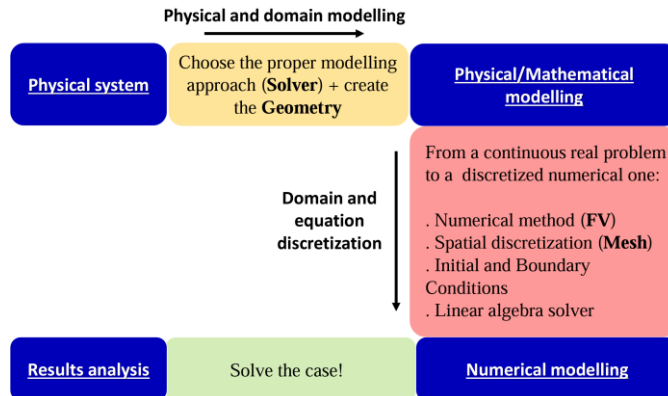 Physical and domain modelling
Physical system
Choose the proper modelling
approach (Solver) + create
the Geometry
Physical/Mathematical
modelling
Domain and
equation
discretization
From a continuous real problem
to a discretized numerical one:
. Numerical method (FV)
. Spatial discretization (Mesh)
. Initial and Boundary
Conditions
. Linear algebra solver
Results analysis
Solve the case!
Numerical modelling